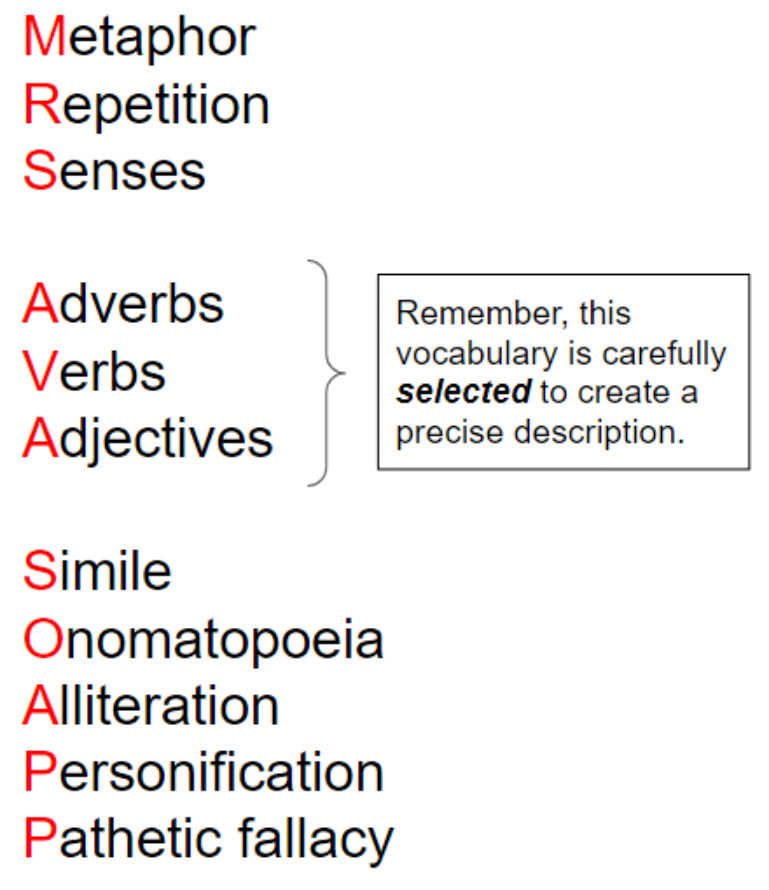 Metaphor
Repetition
Senses
Adverbs
Verbs
Adjectives
Remember, this
vocabulary is carefully
selected to create a
precise description.
Simile
Onomatopoeia
Alliteration
Personification
Pathetic fallacy